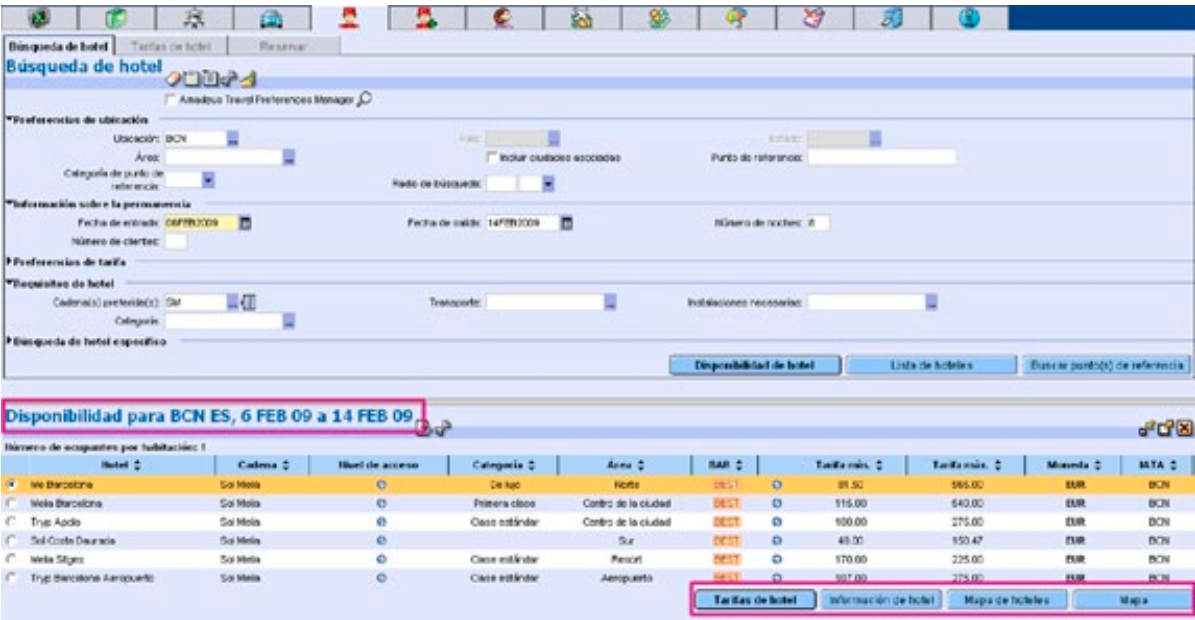 Búsqueda de hotel Tarifas de hotel Reservar
Búsqueda de hotel
Amadeus Travel Preferences Manager
Preferencias de ubicación
Ubicación: BCN
Área: Incluir ciudades asociadas Punto de referencia:
Categoría de punto de referencia: Radio de búsqueda:
Información sobre la permanencia
Fecha de entrada: 06FEB2009 Fecha de salida: 14FEB2009 Número de noches: 8
Número de clientes:
Preferencias de tarifa
Requisitos de hotel
Cadena(s) preferida(s): SM Transporte: Instalaciones necesarias:
Categoría:
Búsqueda de hotel específico
Disponibilidad de hotel Lista de hoteles Buscar punto(s) de referencia
Disponibilidad para BCN ES, 6 FEB 09 a 14 FEB 09
Número de ocupantes por habitación: 1
Hotel Cadena Nivel de acceso Categoría Área BAR Tarifa mín. Tarifa máx. Moneda IATA
Me Barcelona Sol Melia De lujo Norte BEST EUR BCN
Melia Barcelona Sol Melia Primera clase Centro de la ciudad BEST 116.00 640.00 EUR BCN
Tryp Apolo Sol Melia Clase estándar Centro de la ciudad BEST 100.00 275.00 EUR BCN
Sol Costa Daurada Sol Melia Sur BEST 150.47 EUR BCN
Melia Sitges Sol Melia Clase estándar Resort BEST 170.00 225.00 EUR BCN
Tryp Barcelona Aeropuerto Sol Melia Clase estándar Aeropuerto BEST 107.00 275.00 EUR BCN
Tarifas de hotel Información de hotel Mapa de hoteles Mapa